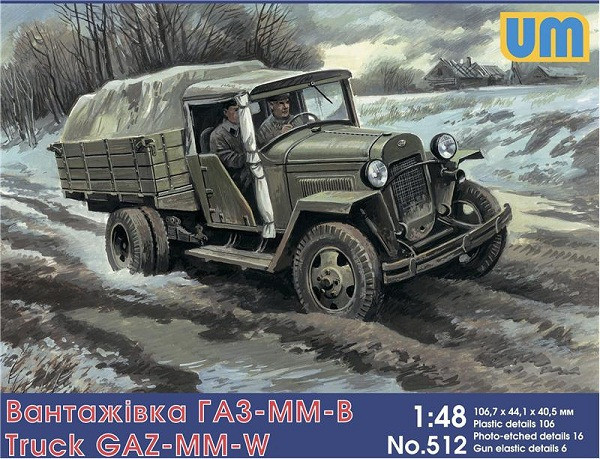 um
Вантажівка ГАЗ-ММ-В
Truck GAZ-MM-W
1:48
No.512
106,7 x 44,1 x 40,5 мм
Plastic details 106
Photo-etched details 16
Gun elastic details 6